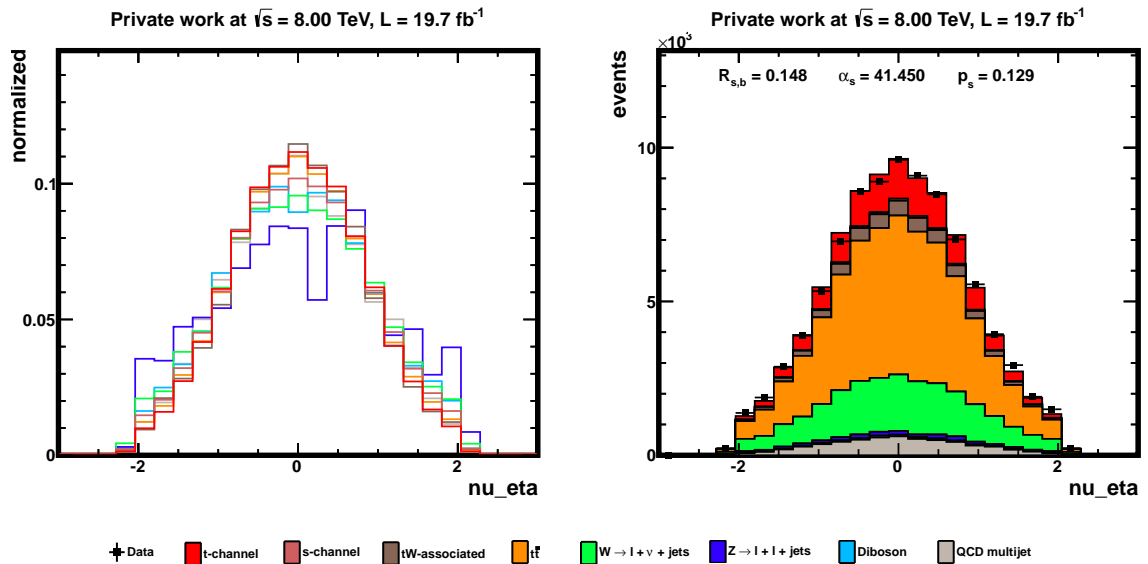 Private work at √s = 8.00 TeV, L = 19.7 fb⁻¹
normalized
0.1
0.05
0
-2
0
2
nu_eta
Private work at √s = 8.00 TeV, L = 19.7 fb⁻¹
×10³
events
R_{s,b} = 0.148 α_s = 41.450 p_s = 0.129
10
5
0
-2
0
2
nu_eta
Data t-channel s-channel tW-associated tt̄ W → l + ν + jets Z → l + l + jets Diboson QCD multijet